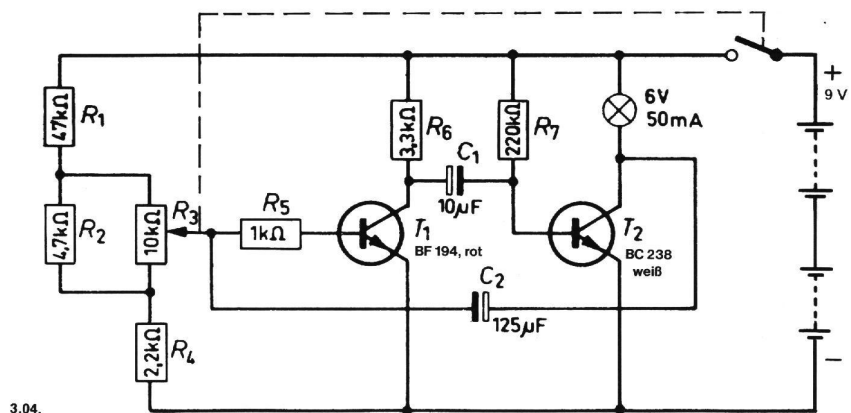 +
9 V
6V
50mA
47kΩ
R1
3,3kΩ
R6
220kΩ
R7
C1
10µF
4,7kΩ
R2
10kΩ
R3
R5
1kΩ
T1
BF 194, rot
T2
BC 238
weiß
C2
125µF
2,2kΩ
R4
−
3.04.